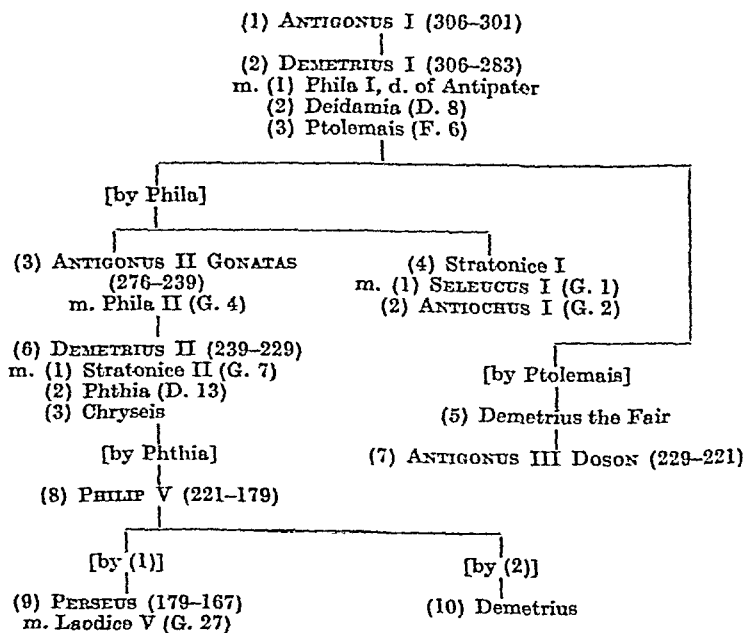 (1) ANTIGONUS I (306–301)
(2) DEMETRIUS I (306–283)
m. (1) Phila I, d. of Antipater
(2) Deidamia (D. 8)
(3) Ptolemais (F. 6)
[by Phila]
(3) ANTIGONUS II GONATAS
(276–239)
m. Phila II (G. 4)
(4) Stratonice I
m. (1) SELEUCUS I (G. 1)
(2) ANTIOCHUS I (G. 2)
(6) DEMETRIUS II (239–229)
m. (1) Stratonice II (G. 7)
(2) Phthia (D. 13)
(3) Chryseis
[by Ptolemais]
(5) Demetrius the Fair
[by Phthia]
(7) ANTIGONUS III DOSON (229–221)
(8) PHILIP V (221–179)
[by (1)]
[by (2)]
(9) PERSEUS (179–167)
m. Laodice V (G. 27)
(10) Demetrius